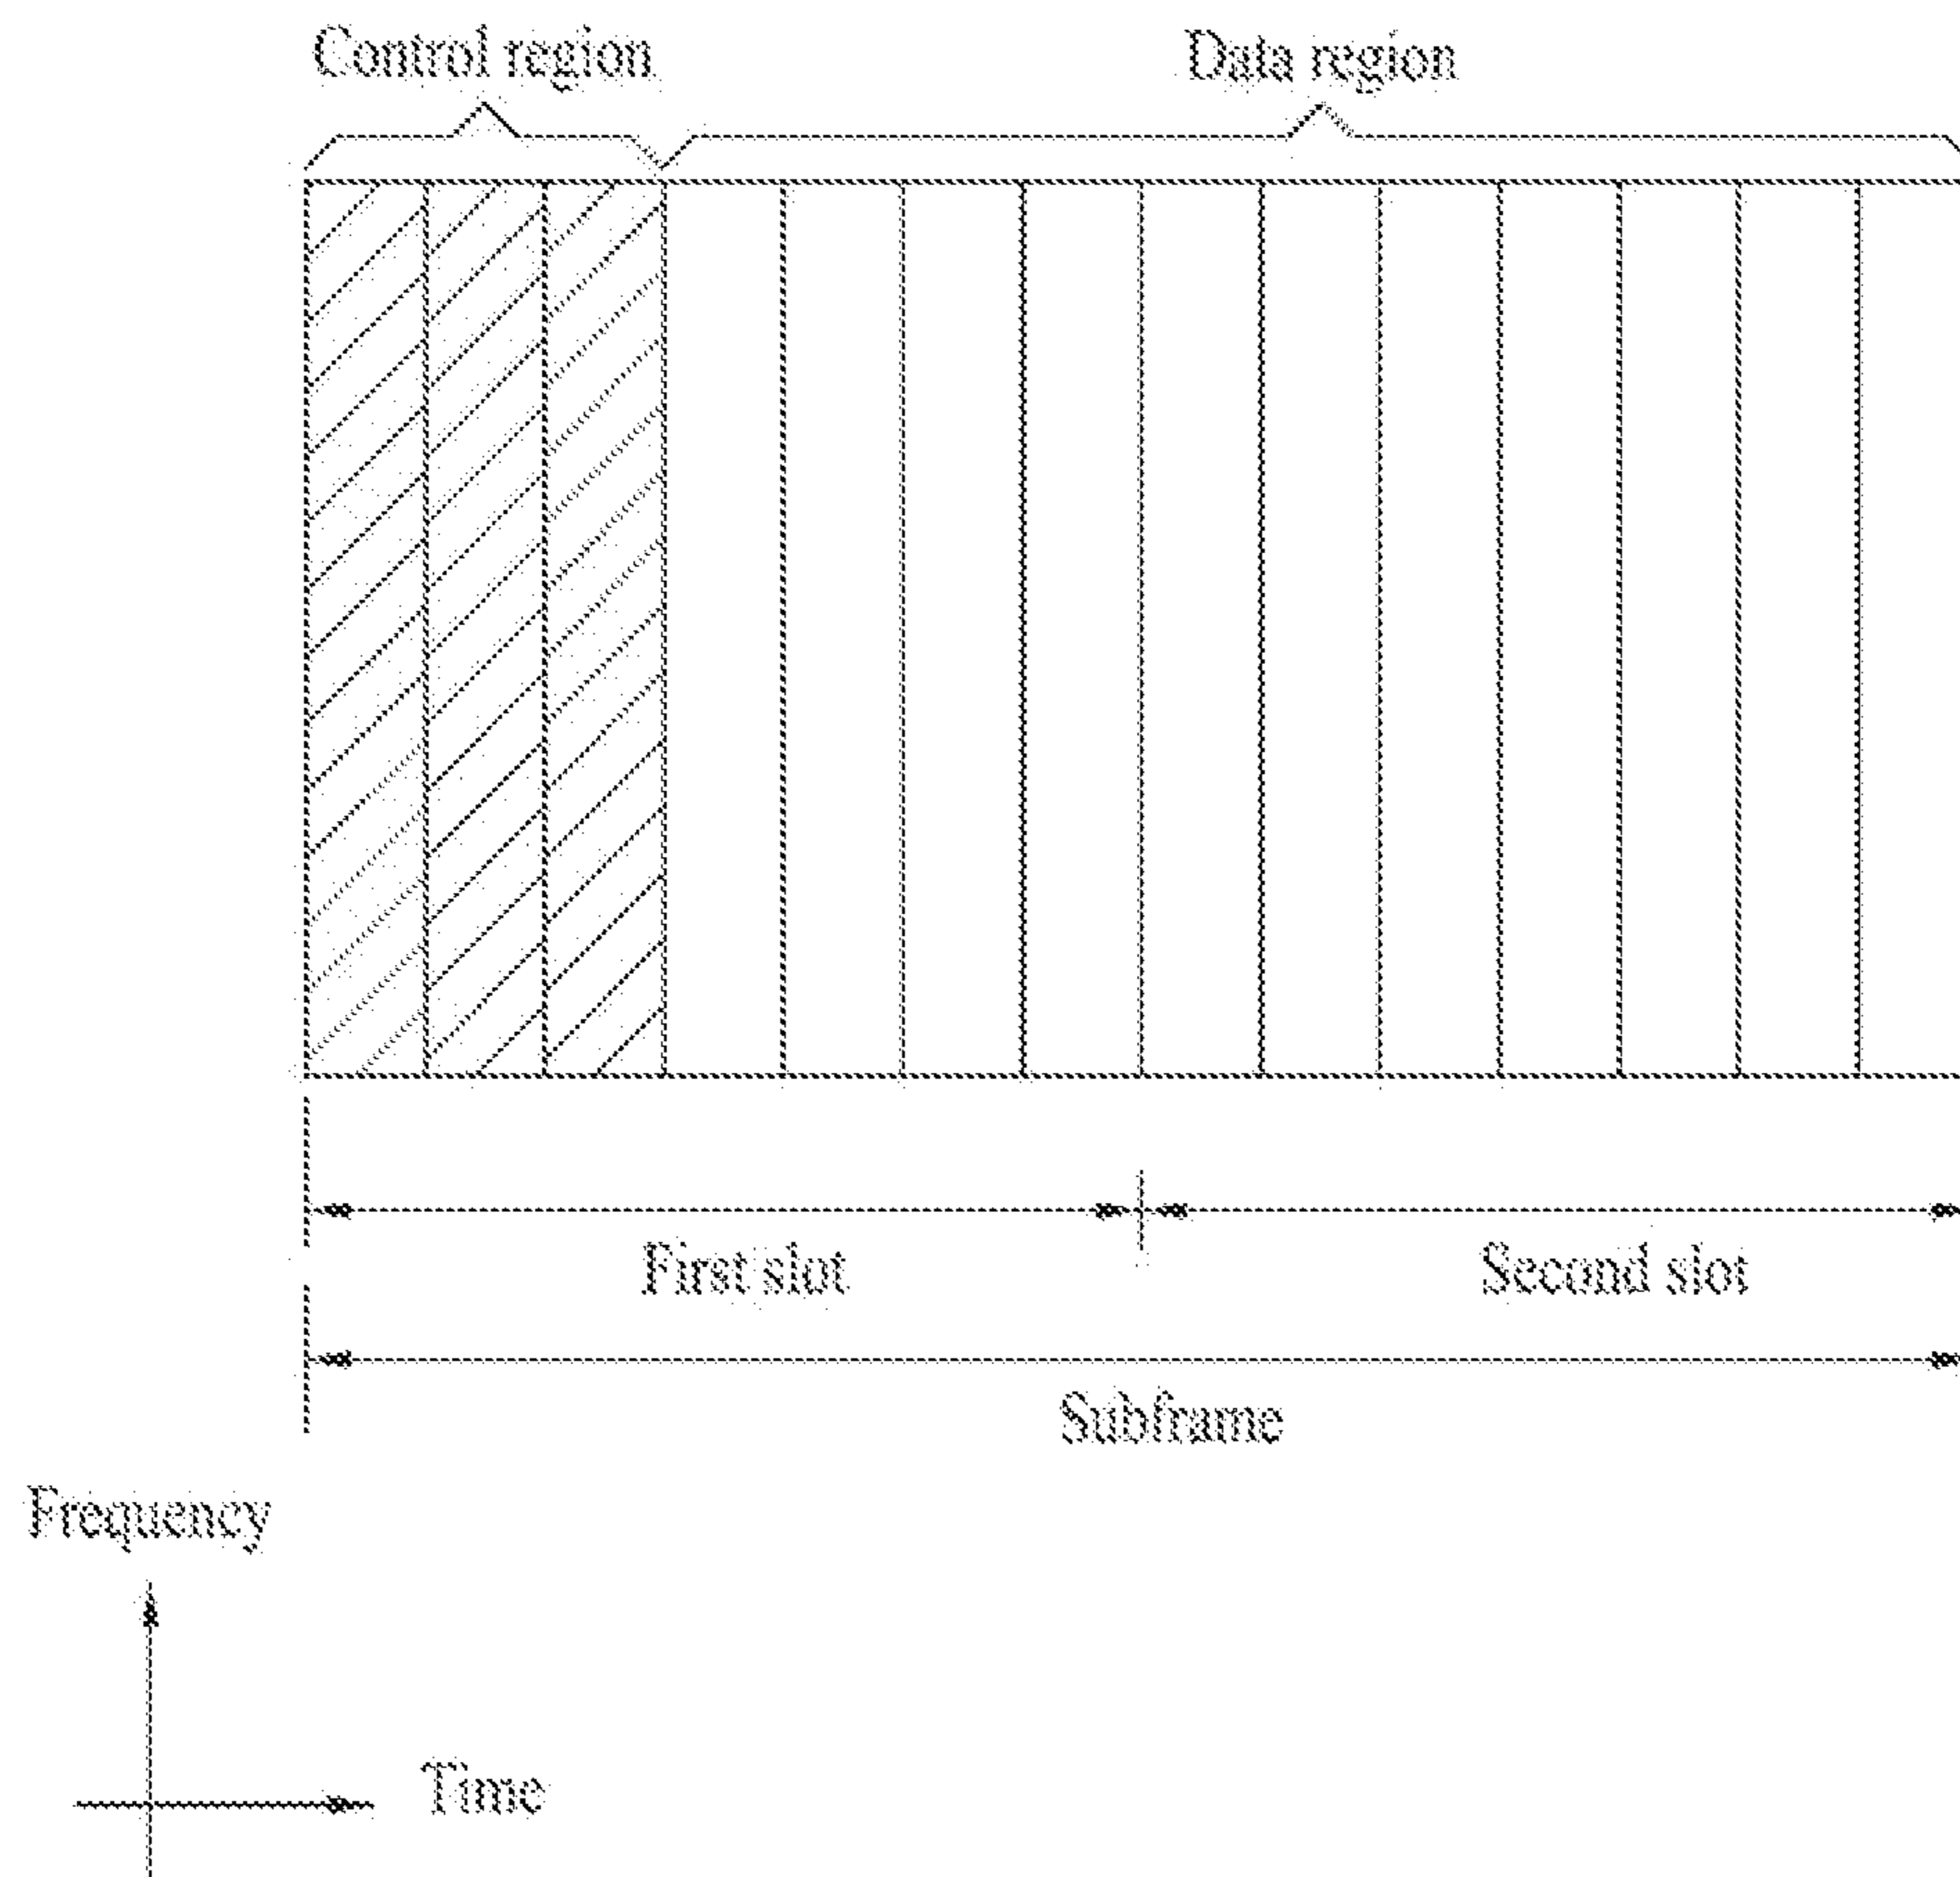 Control region
Data region
First slot
Second slot
Subframe
Frequency
Time